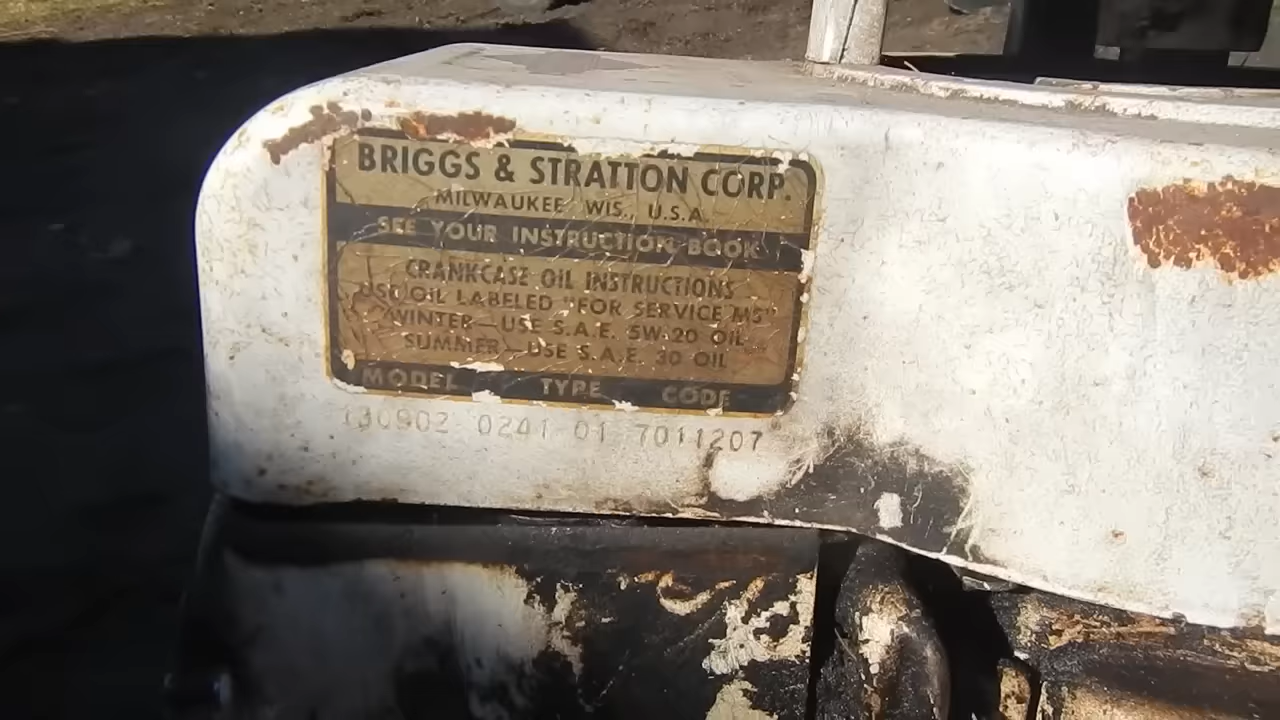 BRIGGS & STRATTON CORP.
MILWAUKEE WIS., U.S.A.
SEE YOUR INSTRUCTION BOOK
CRANKCASE OIL INSTRUCTIONS
USE OIL LABELED "FOR SERVICE MS"
WINTER—USE S.A.E. 5W-20 OIL
SUMMER—USE S.A.E. 30 OIL
MODEL TYPE CODE
130902 0241 01 7011207